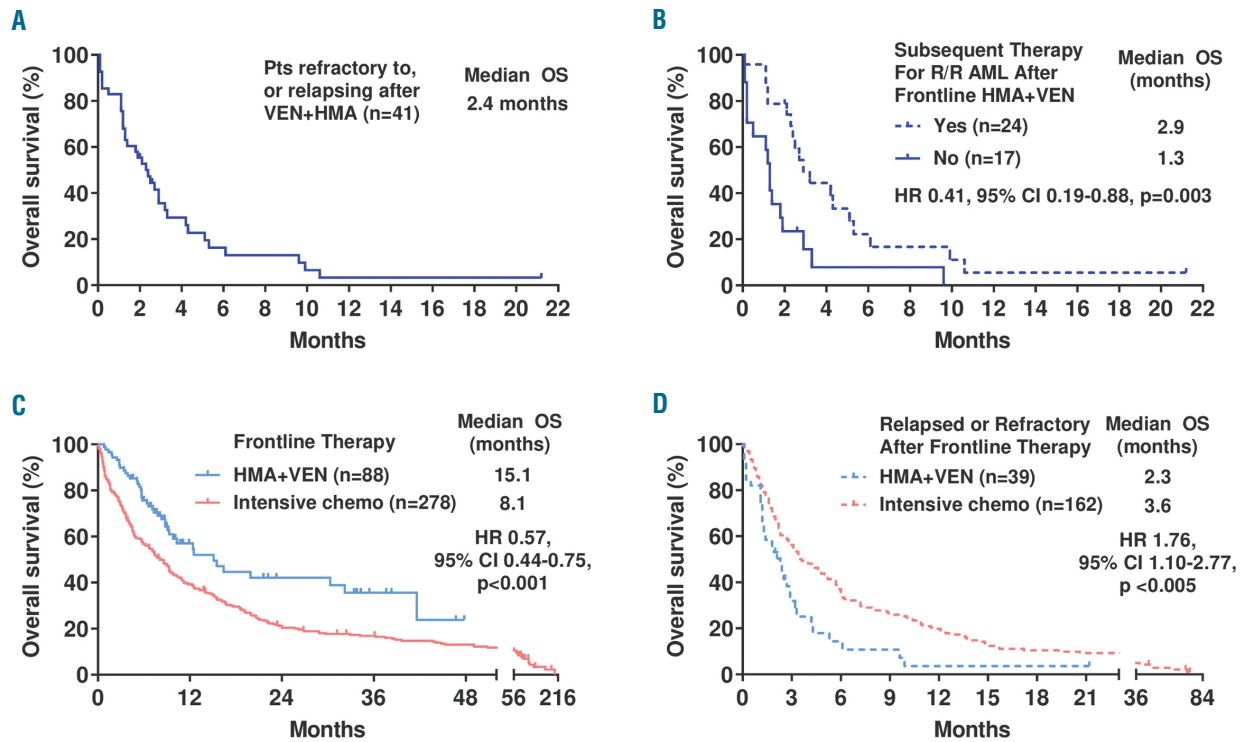 A
Overall survival (%)
100
80
60
40
20
0
0 2 4 6 8 10 12 14 16 18 20 22
Months
Pts refractory to,
or relapsing after
VEN+HMA (n=41)
Median OS
2.4 months
B
Overall survival (%)
100
80
60
40
20
0
0 2 4 6 8 10 12 14 16 18 20 22
Months
Subsequent Therapy
For R/R AML After
Frontline HMA+VEN
Median OS
(months)
Yes (n=24) 2.9
No (n=17) 1.3
HR 0.41, 95% CI 0.19-0.88, p=0.003
C
Overall survival (%)
100
80
60
40
20
0
0 12 24 36 48 56 216
Months
Frontline Therapy
Median OS
(months)
HMA+VEN (n=88) 15.1
Intensive chemo (n=278) 8.1
HR 0.57,
95% CI 0.44-0.75,
p<0.001
D
Overall survival (%)
100
80
60
40
20
0
0 3 6 9 12 15 18 21 36 84
Months
Relapsed or Refractory
After Frontline Therapy
Median OS
(months)
HMA+VEN (n=39) 2.3
Intensive chemo (n=162) 3.6
HR 1.76,
95% CI 1.10-2.77,
p <0.005